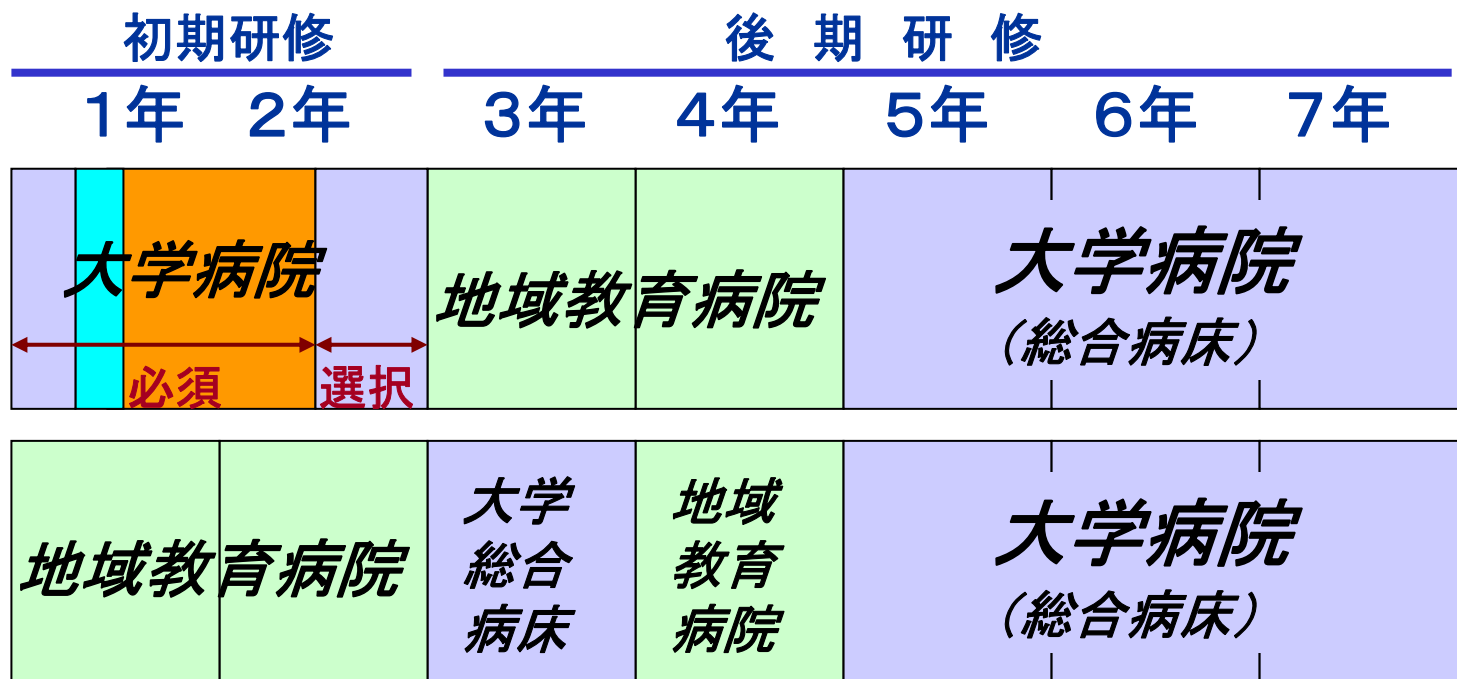 初期研修 後期研修
1年 2年 3年 4年 5年 6年 7年
大学病院
必須 選択
地域教育病院
大学病院
（総合病床）
地域教育病院
大学
総合
病床
地域
教育
病院
大学病院
（総合病床）